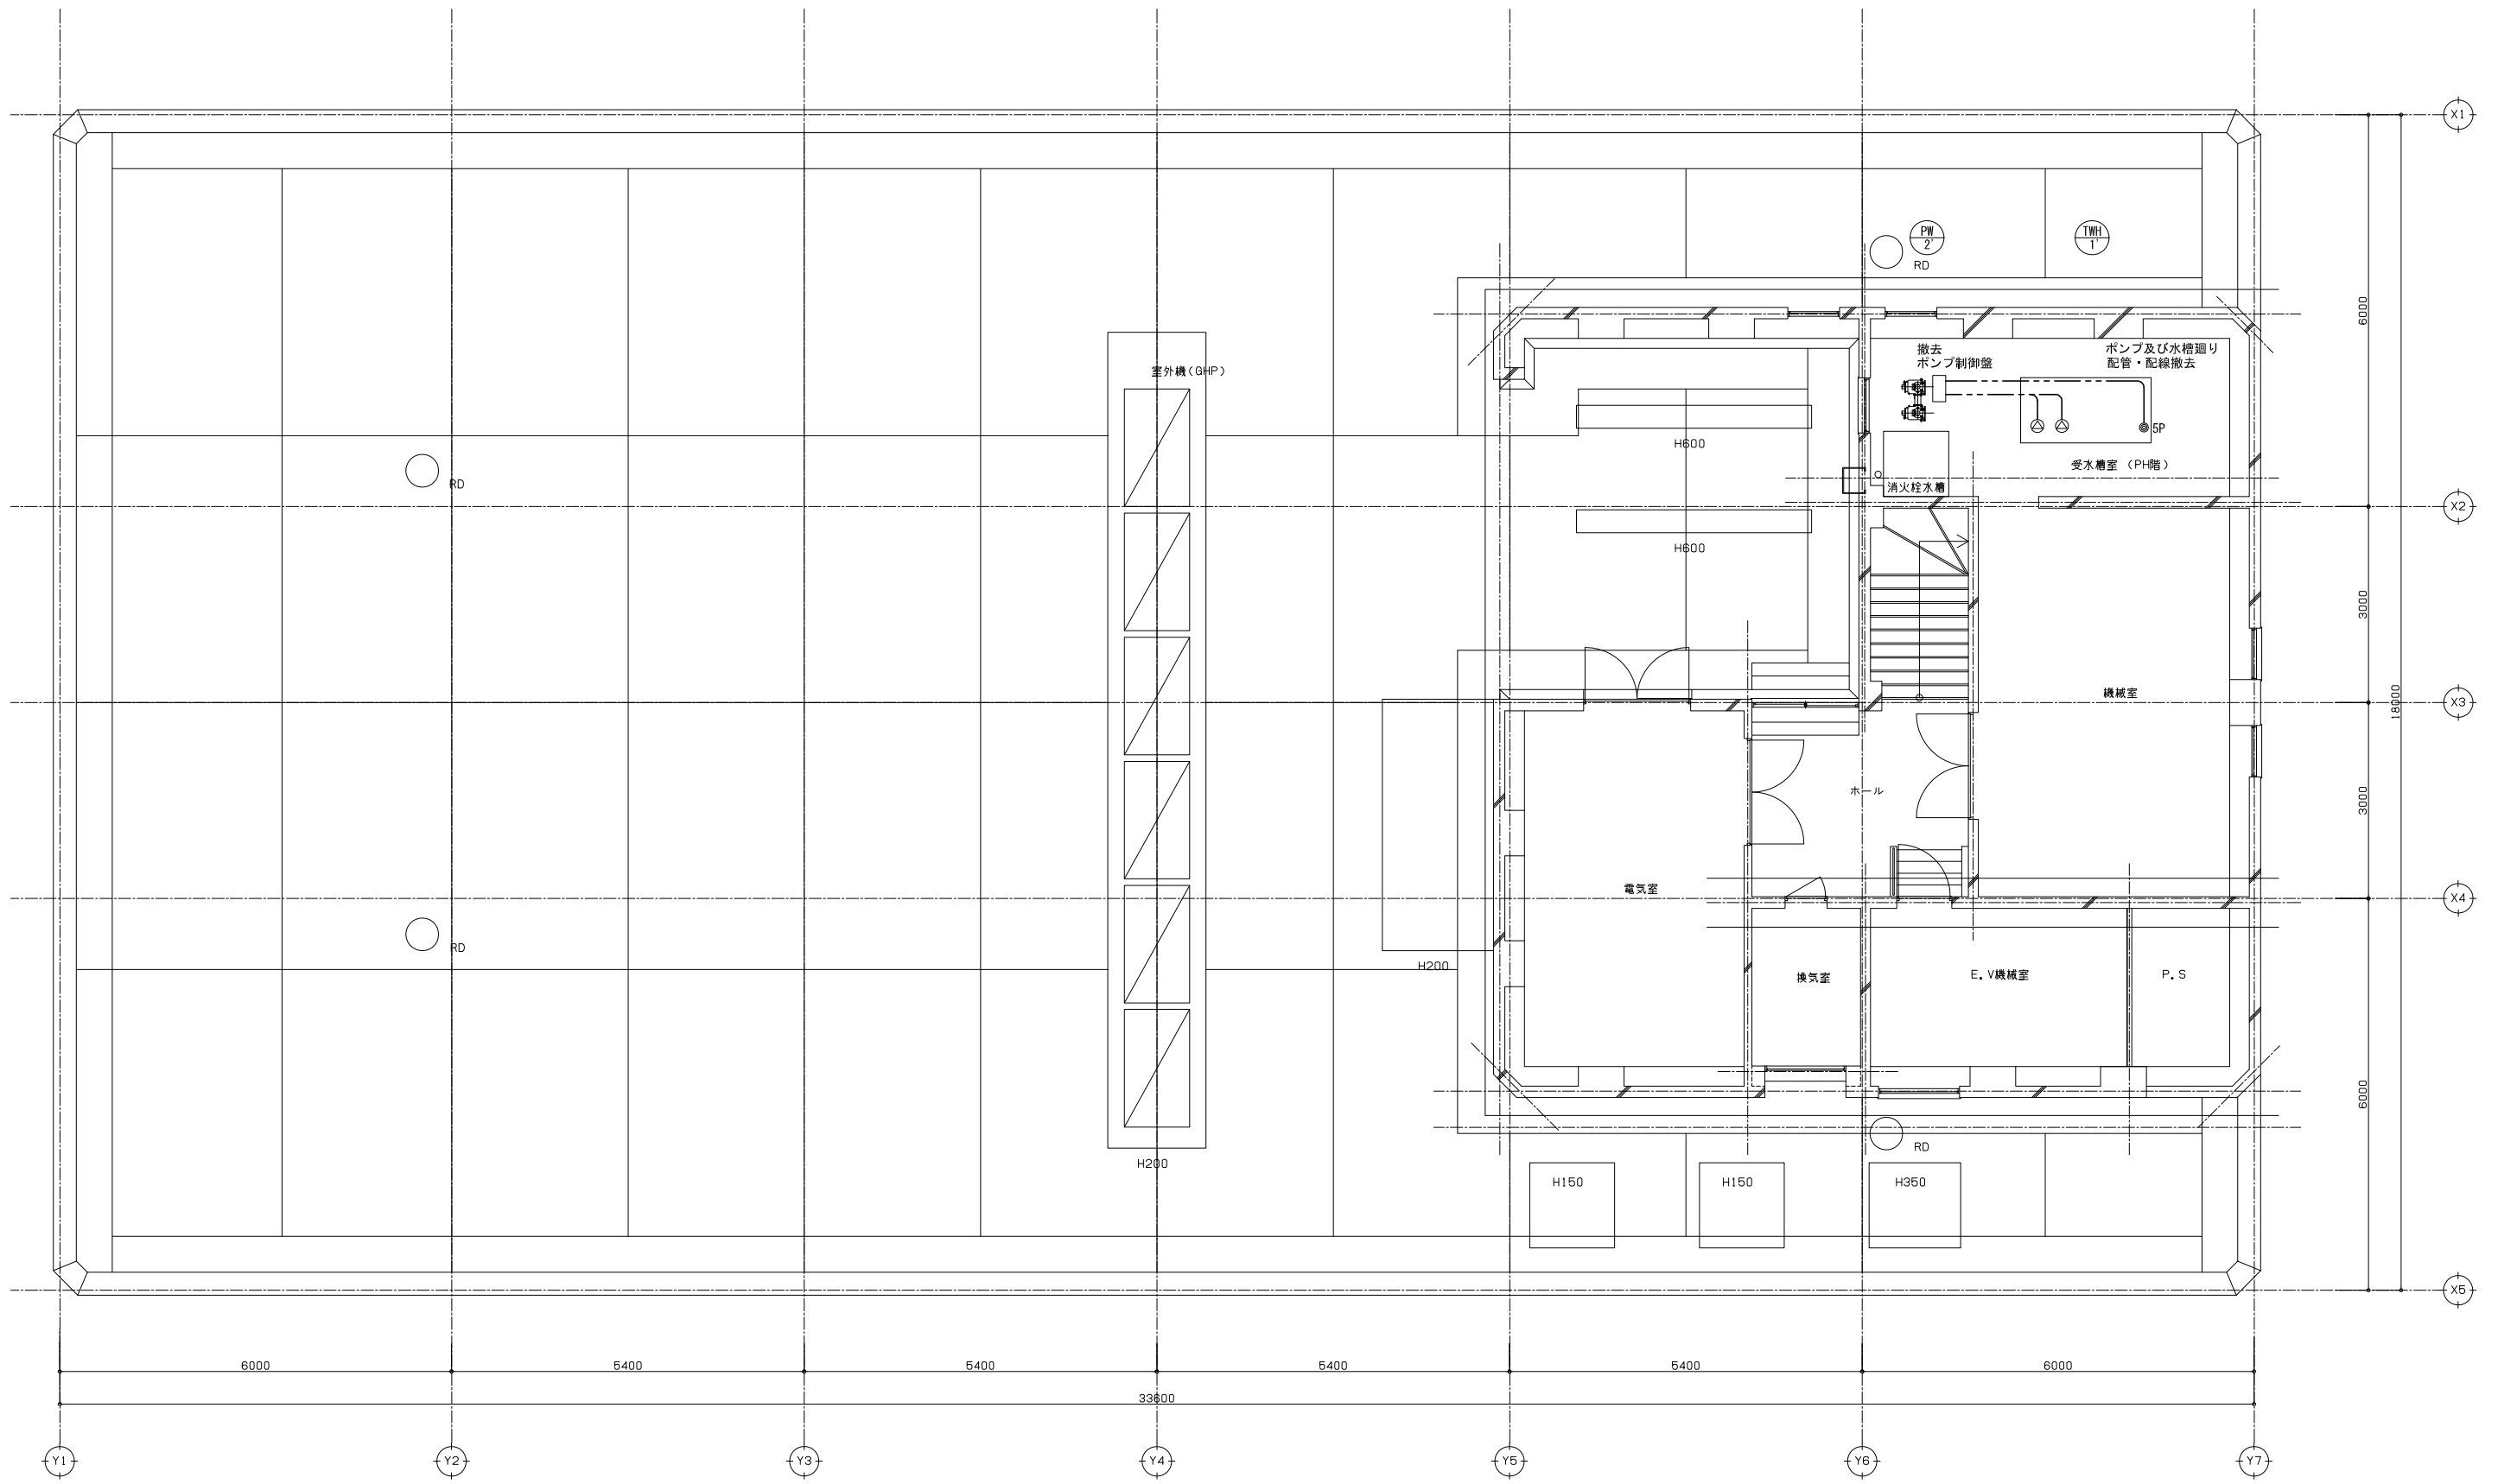 X1
PW
2'
TWH
1'
RD
6000
撤去
ポンプ制御盤
ポンプ及び水槽廻り
配管・配線撤去
室外機(GHP)
5P
H600
受水槽室 (PH階)
RD
消火栓水槽
X2
H600
3000
機械室
X3
18000
ホール
3000
電気室
X4
RD
H200
換気室
E.V機械室
P.S
6000
RD
H200
H150
H150
H350
X5
6000
5400
5400
5400
5400
6000
33600
Y1
Y2
Y3
Y4
Y5
Y6
Y7